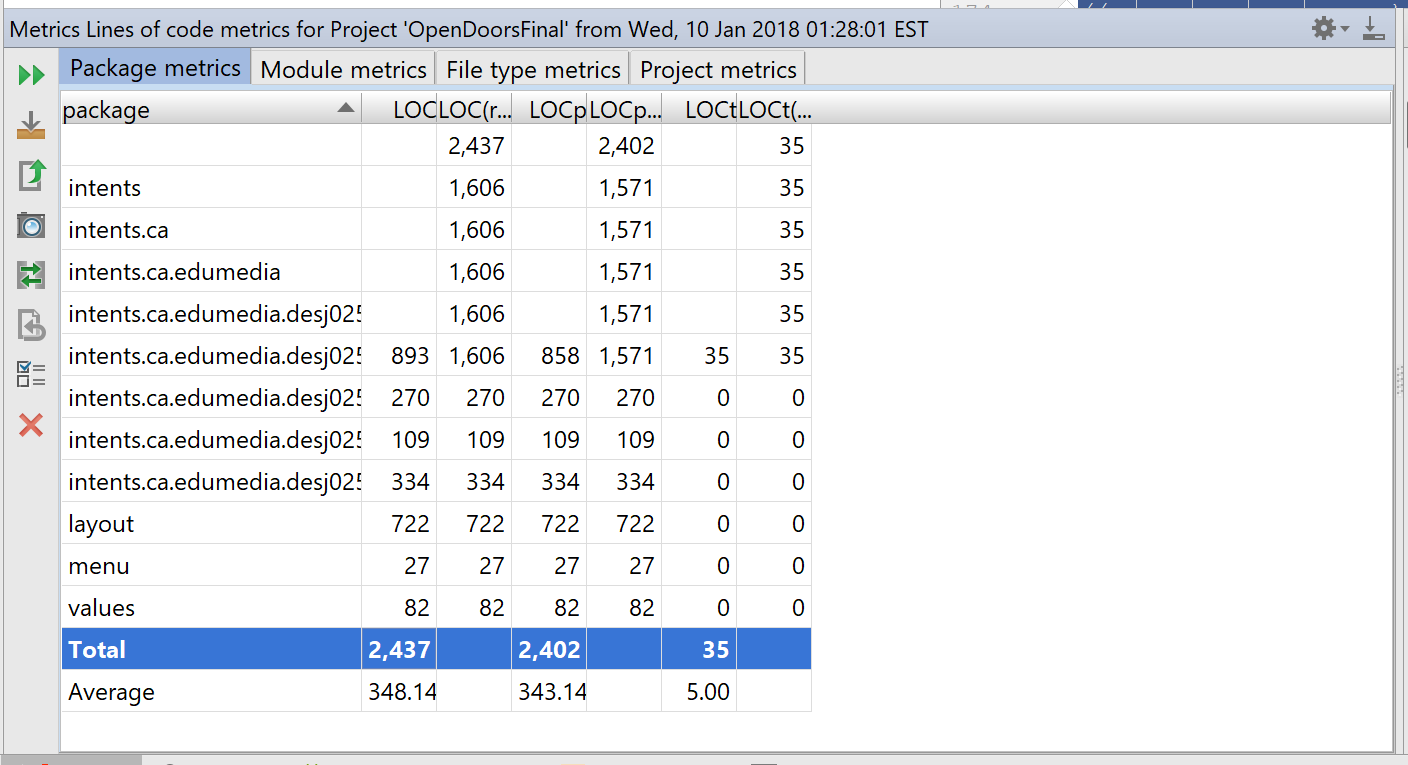 Metrics Lines of code metrics for Project 'OpenDoorsFinal' from Wed, 10 Jan 2018 01:28:01 EST
Package metrics Module metrics File type metrics Project metrics
package LOC LOC(r... LOCp LOCp... LOCt LOCt(...
2,437 2,402 35
intents 1,606 1,571 35
intents.ca 1,606 1,571 35
intents.ca.edumedia 1,606 1,571 35
intents.ca.edumedia.desj025 1,606 1,571 35
intents.ca.edumedia.desj025 893 1,606 858 1,571 35 35
intents.ca.edumedia.desj025 270 270 270 270 0 0
intents.ca.edumedia.desj025 109 109 109 109 0 0
intents.ca.edumedia.desj025 334 334 334 334 0 0
layout 722 722 722 722 0 0
menu 27 27 27 27 0 0
values 82 82 82 82 0 0
Total 2,437 2,402 35
Average 348.14 343.14 5.00